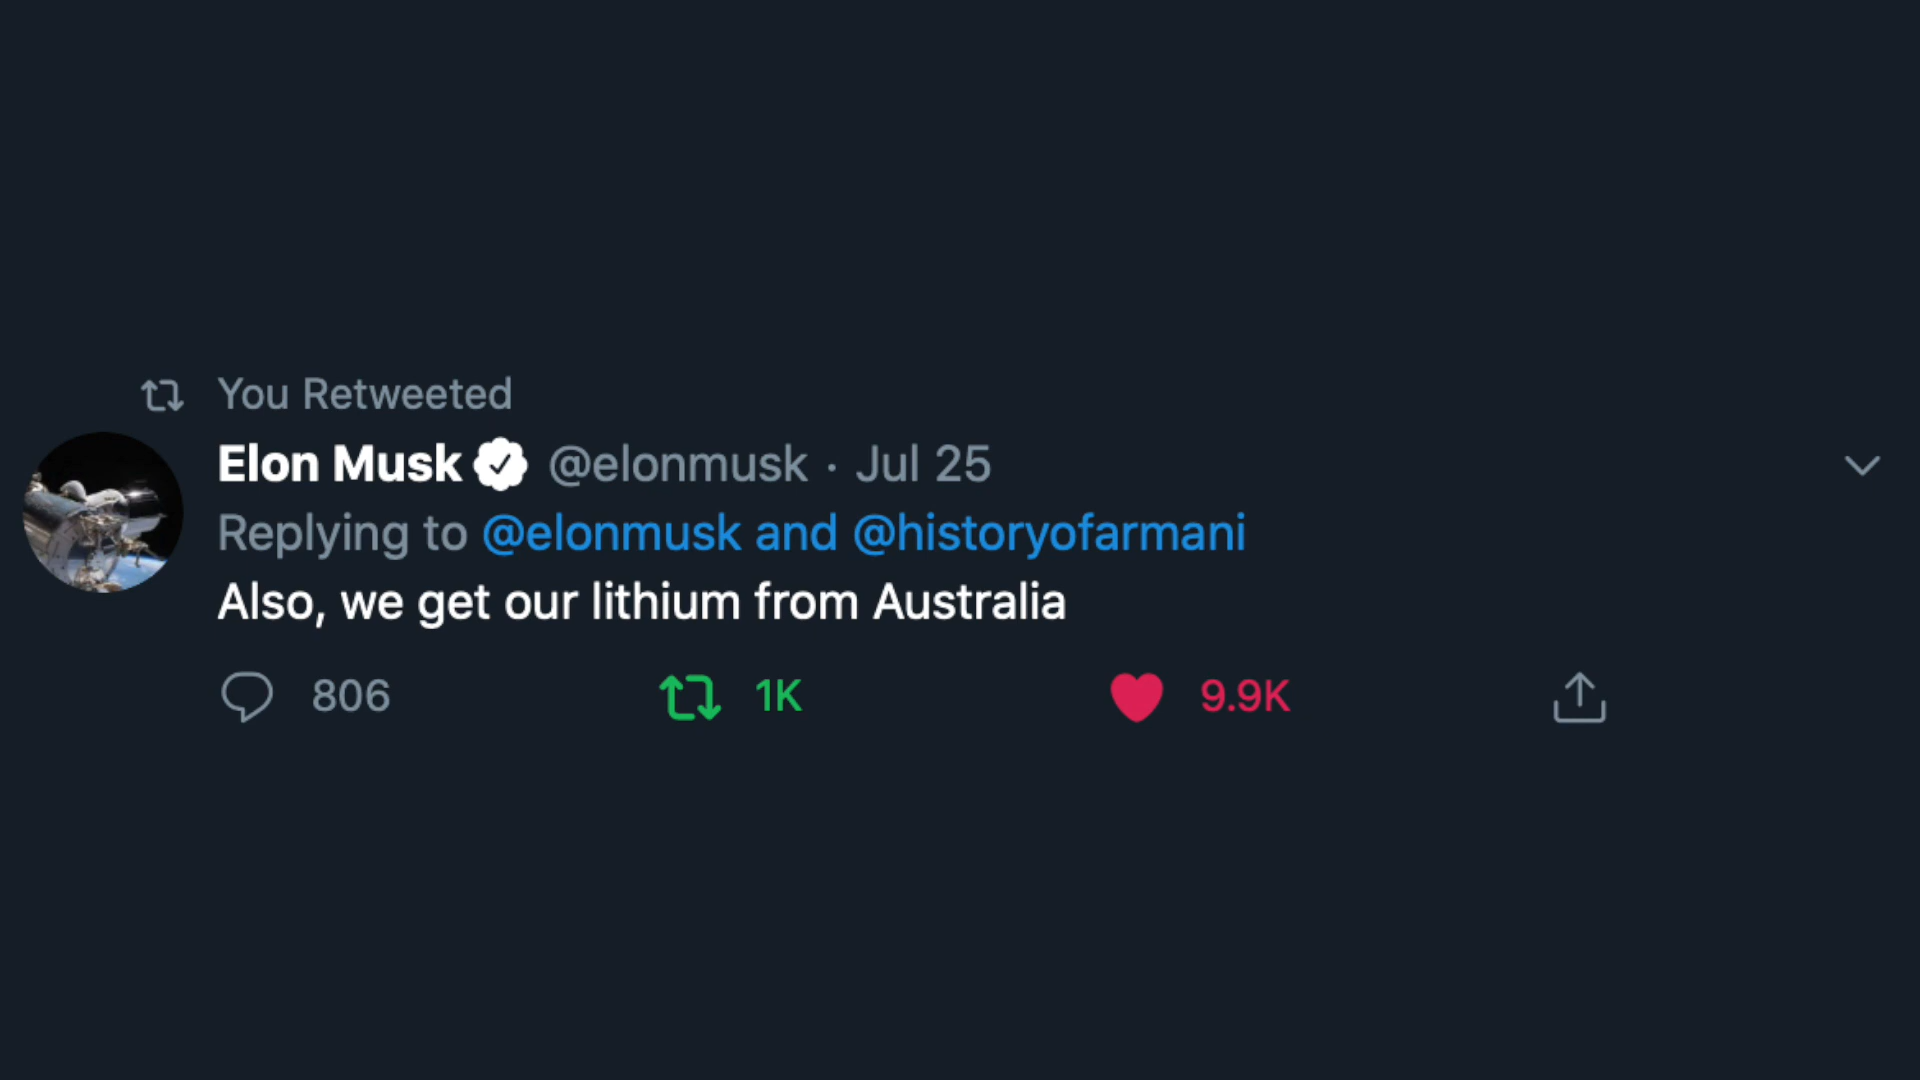 You Retweeted
Elon Musk @elonmusk · Jul 25
Replying to @elonmusk and @historyofarmani
Also, we get our lithium from Australia
806 1K 9.9K